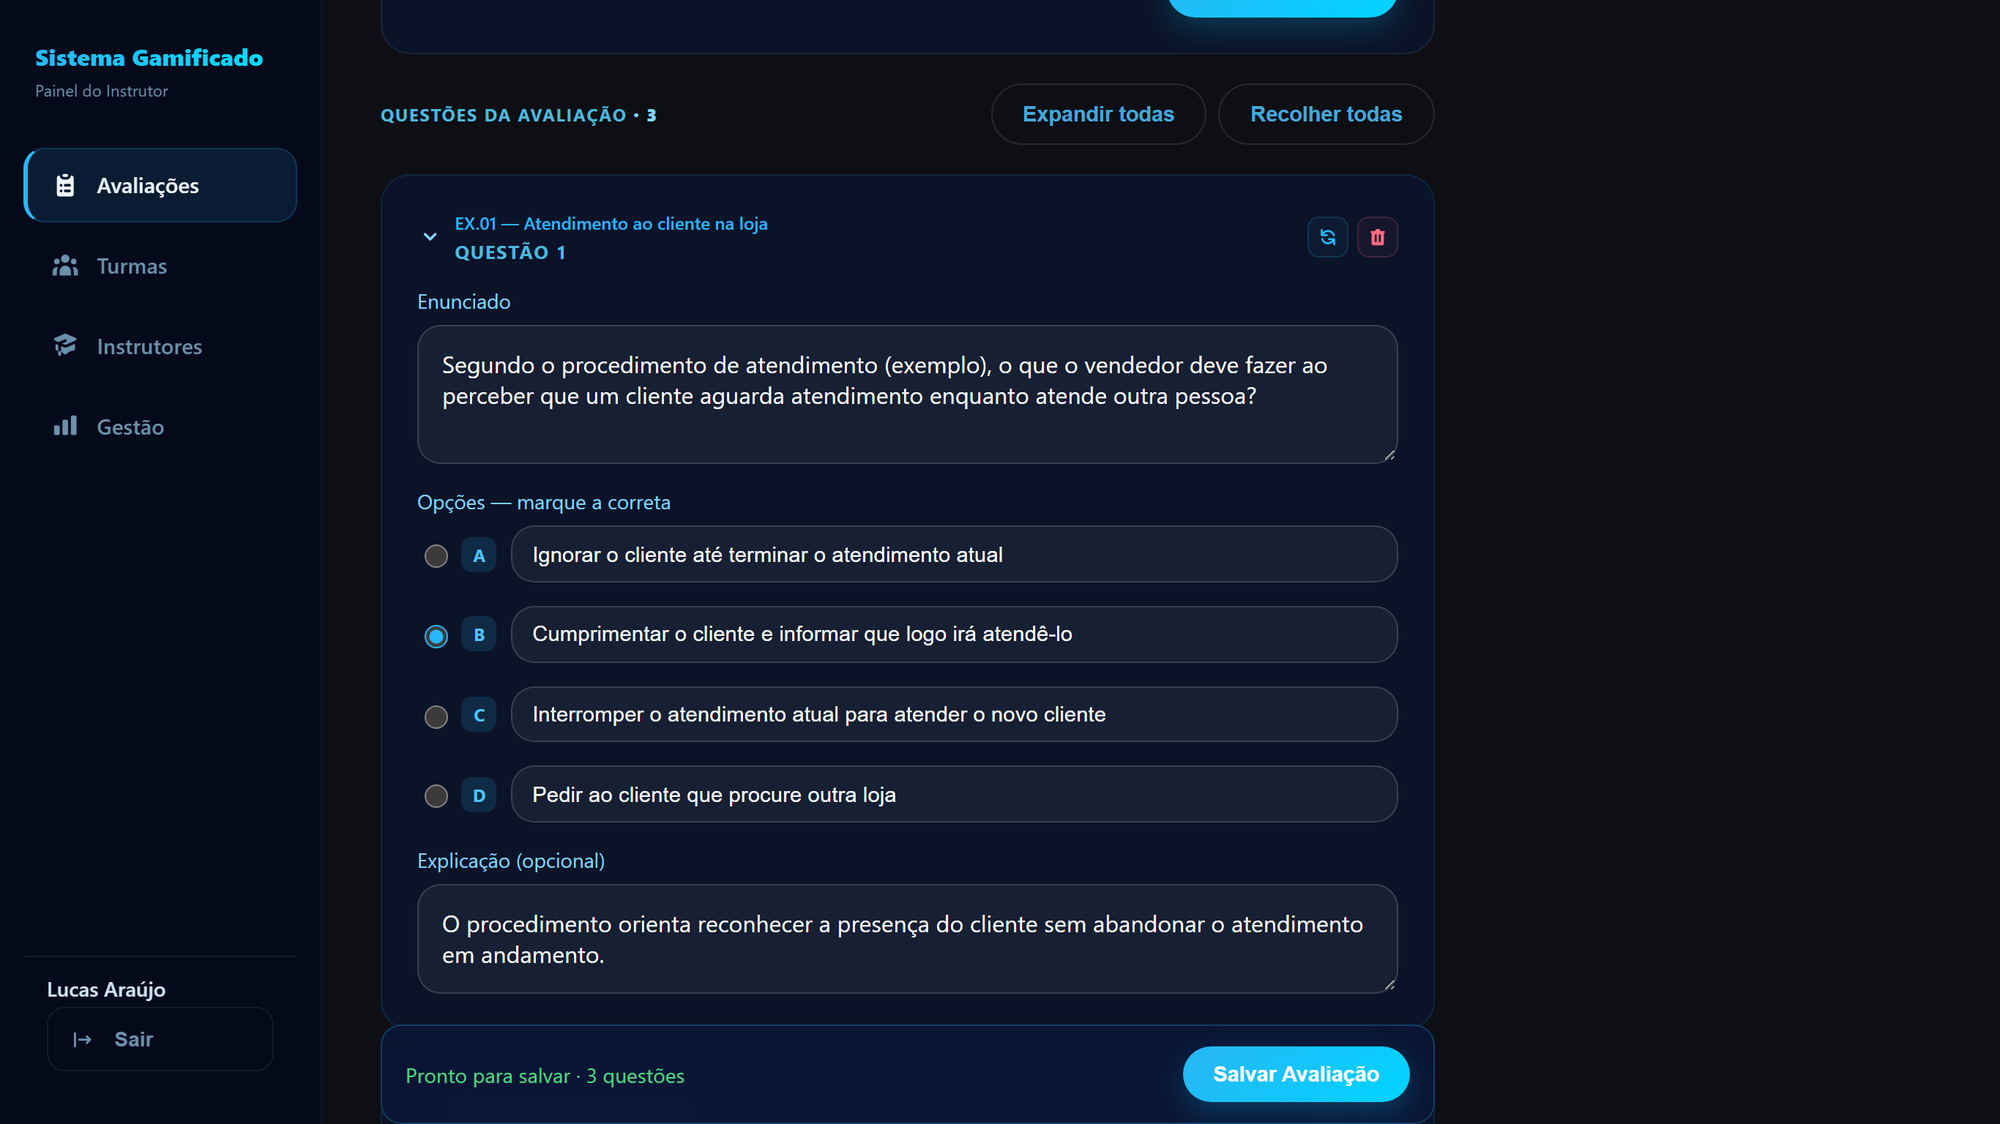 Sistema Gamificado
Painel do Instrutor
Avaliações
Turmas
Instrutores
Gestão
Lucas Araújo
Sair
QUESTÕES DA AVALIAÇÃO • 3
Expandir todas
Recolher todas
EX.01 — Atendimento ao cliente na loja
QUESTÃO 1
Enunciado
Segundo o procedimento de atendimento (exemplo), o que o vendedor deve fazer ao
perceber que um cliente aguarda atendimento enquanto atende outra pessoa?
Opções — marque a correta
A Ignorar o cliente até terminar o atendimento atual
B Cumprimentar o cliente e informar que logo irá atendê-lo
C Interromper o atendimento atual para atender o novo cliente
D Pedir ao cliente que procure outra loja
Explicação (opcional)
O procedimento orienta reconhecer a presença do cliente sem abandonar o atendimento
em andamento.
Pronto para salvar · 3 questões
Salvar Avaliação